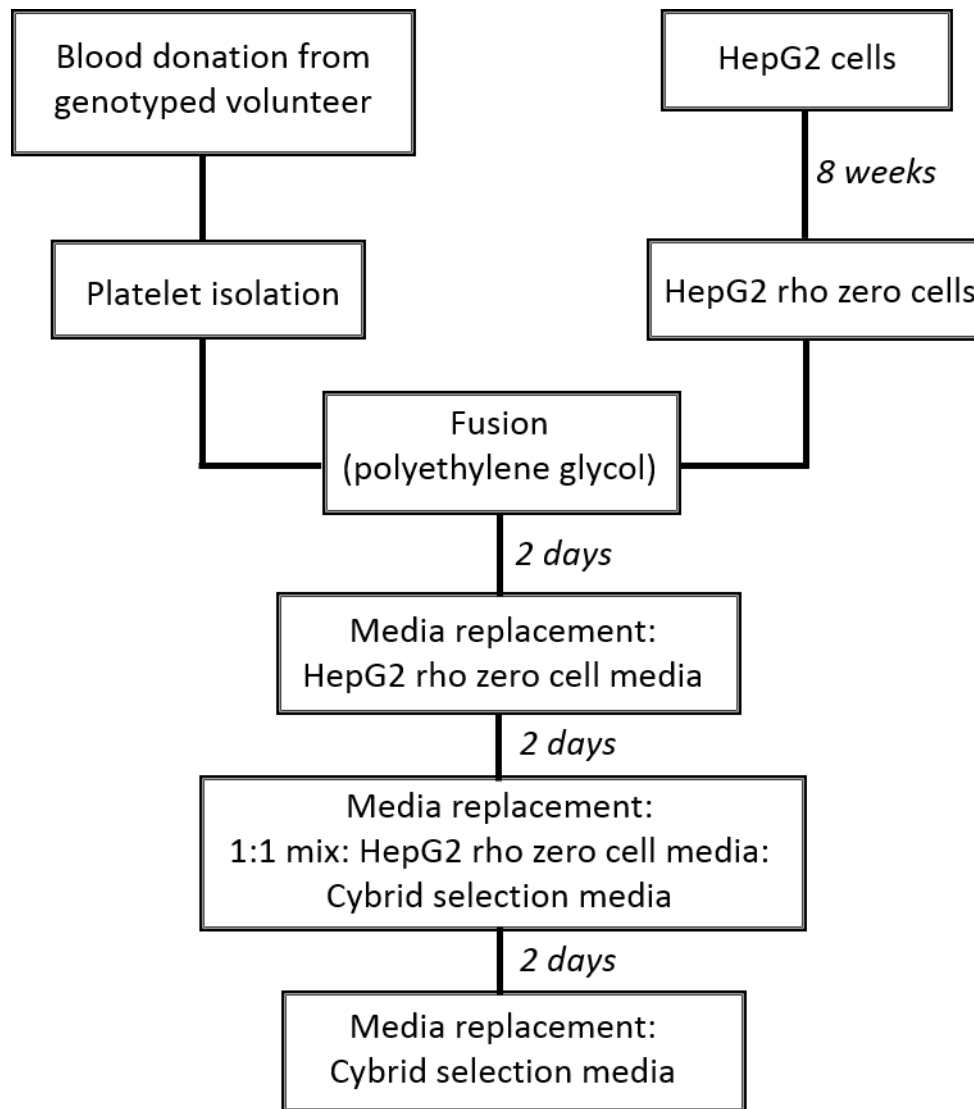 Blood donation from
genotyped volunteer
HepG2 cells
8 weeks
Platelet isolation
HepG2 rho zero cells
Fusion
(polyethylene glycol)
2 days
Media replacement:
HepG2 rho zero cell media
2 days
Media replacement:
1:1 mix: HepG2 rho zero cell media:
Cybrid selection media
2 days
Media replacement:
Cybrid selection media